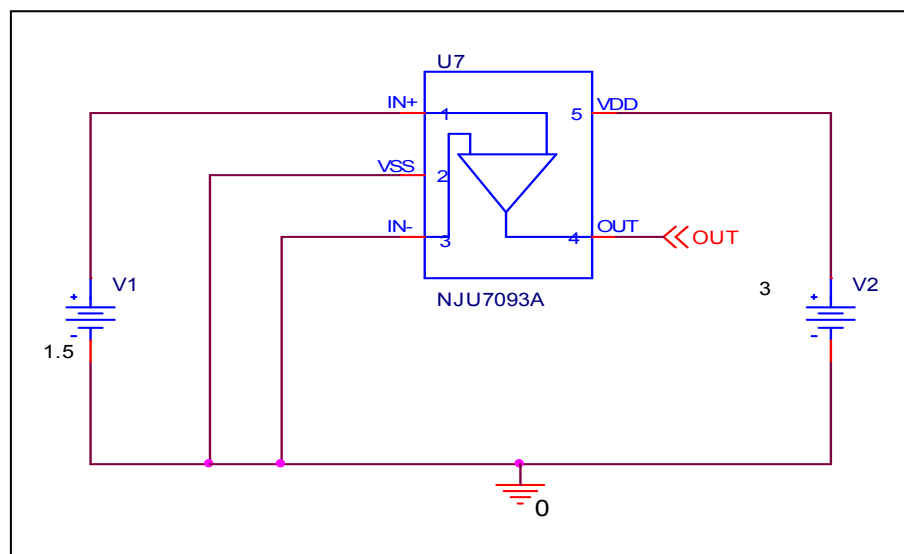 U7
IN+
1
5
VDD
VSS
2
IN-
3
4
OUT
OUT
NJU7093A
+
V1
-
1.5
3
+
V2
-
0